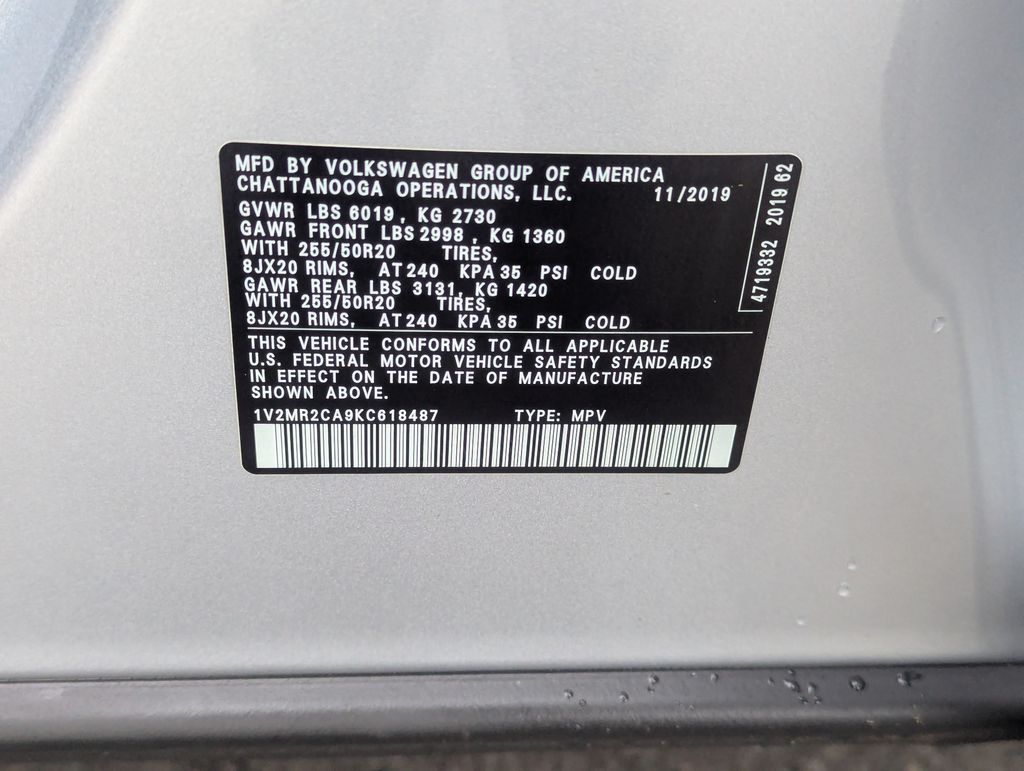 MFD BY VOLKSWAGEN GROUP OF AMERICA
CHATTANOOGA OPERATIONS, LLC. 11/2019
GVWR LBS 6019, KG 2730
GAWR FRONT LBS 2998, KG 1360
WITH 255/50R20 TIRES,
8JX20 RIMS, AT 240 KPA 35 PSI COLD
GAWR REAR LBS 3131, KG 1420
WITH 255/50R20 TIRES,
8JX20 RIMS, AT 240 KPA 35 PSI COLD
THIS VEHICLE CONFORMS TO ALL APPLICABLE
U.S. FEDERAL MOTOR VEHICLE SAFETY STANDARDS
IN EFFECT ON THE DATE OF MANUFACTURE
SHOWN ABOVE.
1V2MR2CA9KC618487 TYPE: MPV
4719332 2019 62